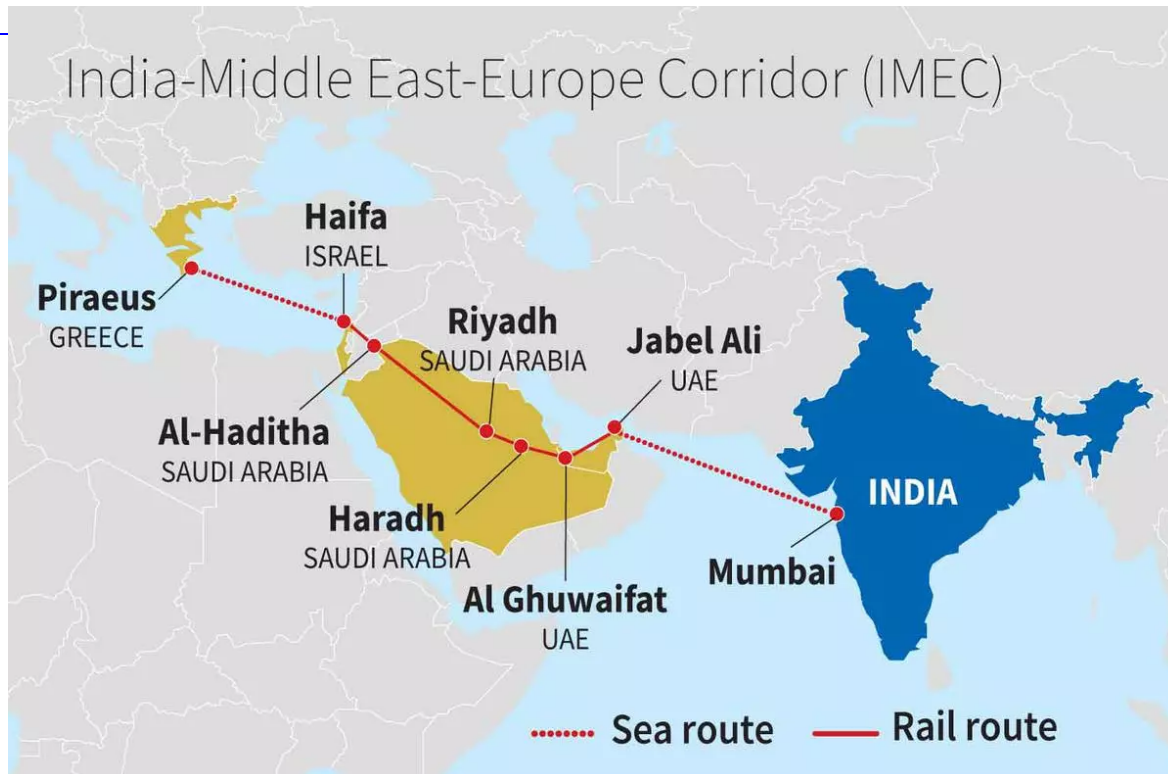 India-Middle East-Europe Corridor (IMEC)
Haifa
ISRAEL
Piraeus
GREECE
Riyadh
SAUDI ARABIA
Jabel Ali
UAE
Al-Haditha
SAUDI ARABIA
INDIA
Haradh
SAUDI ARABIA
Mumbai
Al Ghuwaifat
UAE
Sea route
Rail route